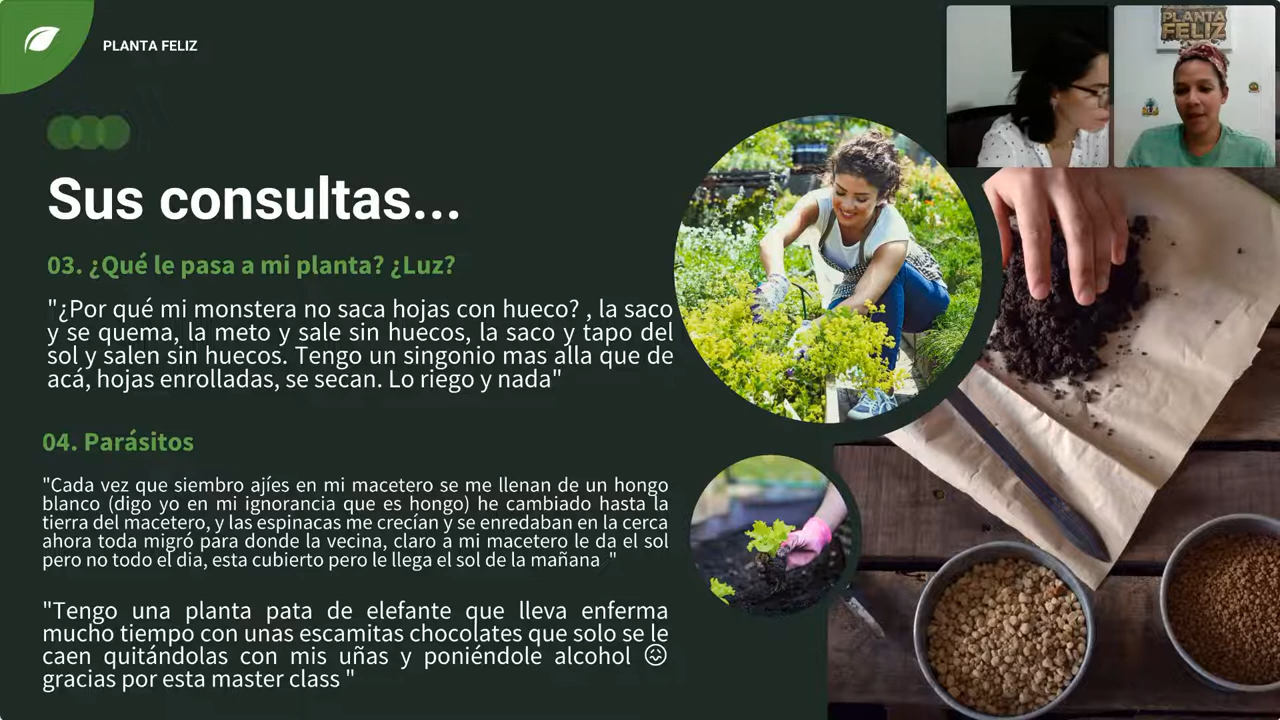 PLANTA FELIZ
PLANTA
FELIZ
Sus consultas...
03. ¿Qué le pasa a mi planta? ¿Luz?
"¿Por qué mi monstera no saca hojas con hueco? , la saco
y se quema, la meto y sale sin huecos, la saco y tapo del
sol y salen sin huecos. Tengo un singonio mas alla que de
acá, hojas enrolladas, se secan. Lo riego y nada"
04. Parásitos
"Cada vez que siembro ajíes en mi macetero se me llenan de un hongo
blanco (digo yo en mi ignorancia que es hongo) he cambiado hasta la
tierra del macetero, y las espinacas me crecían y se enredaban en la cerca
ahora toda migró para donde la vecina, claro a mi macetero le da el sol
pero no todo el dia, esta cubierto pero le llega el sol de la mañana "
"Tengo una planta pata de elefante que lleva enferma
mucho tiempo con unas escamitas chocolates que solo se le
caen quitándolas con mis uñas y poniéndole alcohol 😖
gracias por esta master class "